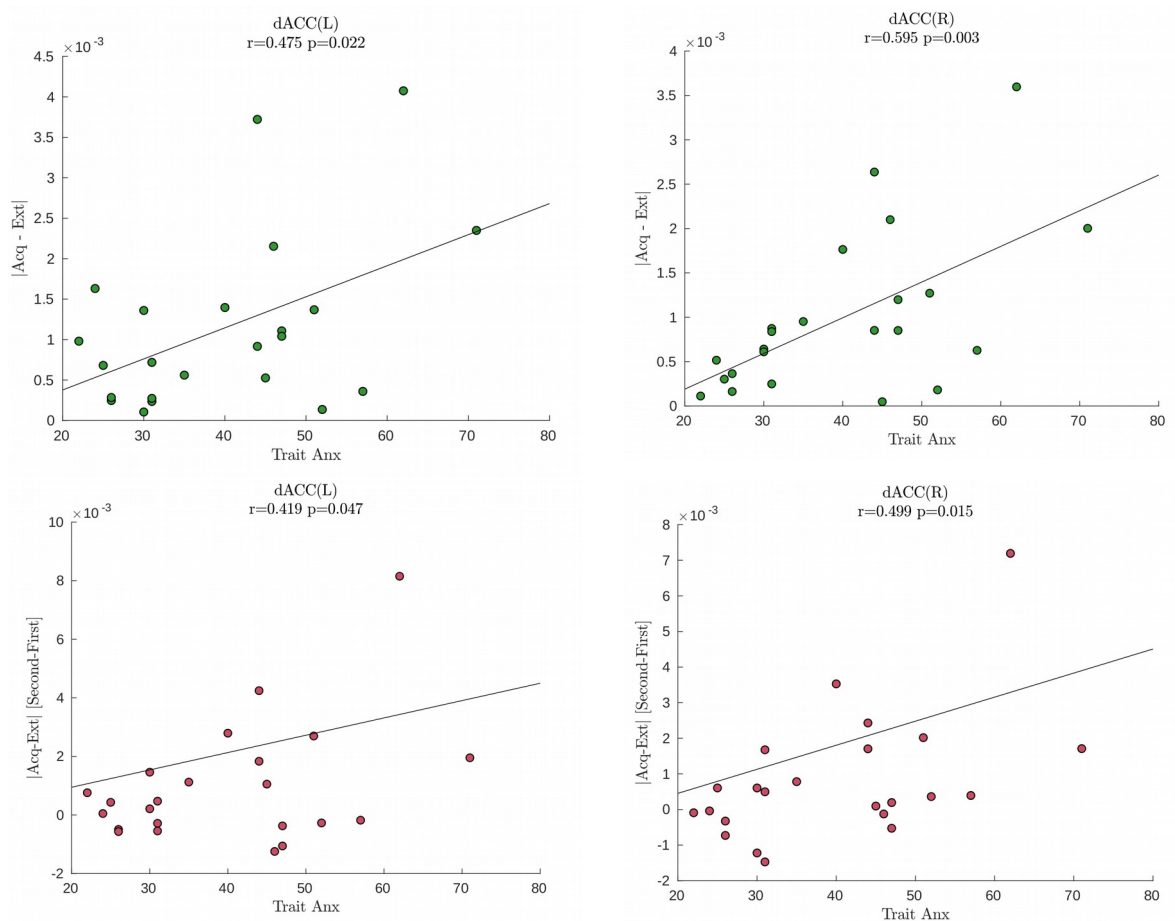 dACC(L)
r=0.475 p=0.022
×10⁻³
4.5
4
3.5
3
2.5
2
1.5
1
0.5
0
|Acq - Ext|
20 30 40 50 60 70 80
Trait Anx
dACC(R)
r=0.595 p=0.003
×10⁻³
4
3.5
3
2.5
2
1.5
1
0.5
0
|Acq - Ext|
20 30 40 50 60 70 80
Trait Anx
dACC(L)
r=0.419 p=0.047
×10⁻³
10
8
6
4
2
0
-2
|Acq-Ext| [Second-First]
20 30 40 50 60 70 80
Trait Anx
dACC(R)
r=0.499 p=0.015
×10⁻³
8
7
6
5
4
3
2
1
0
-1
-2
|Acq-Ext| [Second-First]
20 30 40 50 60 70 80
Trait Anx